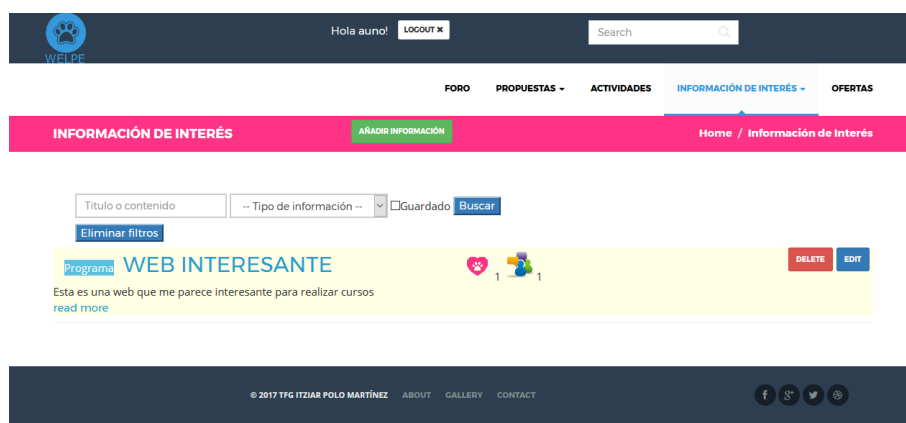 WELPE
Hola auno! LOGOUT ✖ Search
FORO PROPUESTAS ACTIVIDADES INFORMACIÓN DE INTERÉS OFERTAS
INFORMACIÓN DE INTERÉS AÑADIR INFORMACIÓN Home / Información de Interés
Titulo o contenido -- Tipo de información -- Guardado Buscar
Eliminar filtros
Programa WEB INTERESANTE 1 1 DELETE EDIT
Esta es una web que me parece interesante para realizar cursos
read more
© 2017 TFG ITZIAR POLO MARTÍNEZ ABOUT GALLERY CONTACT